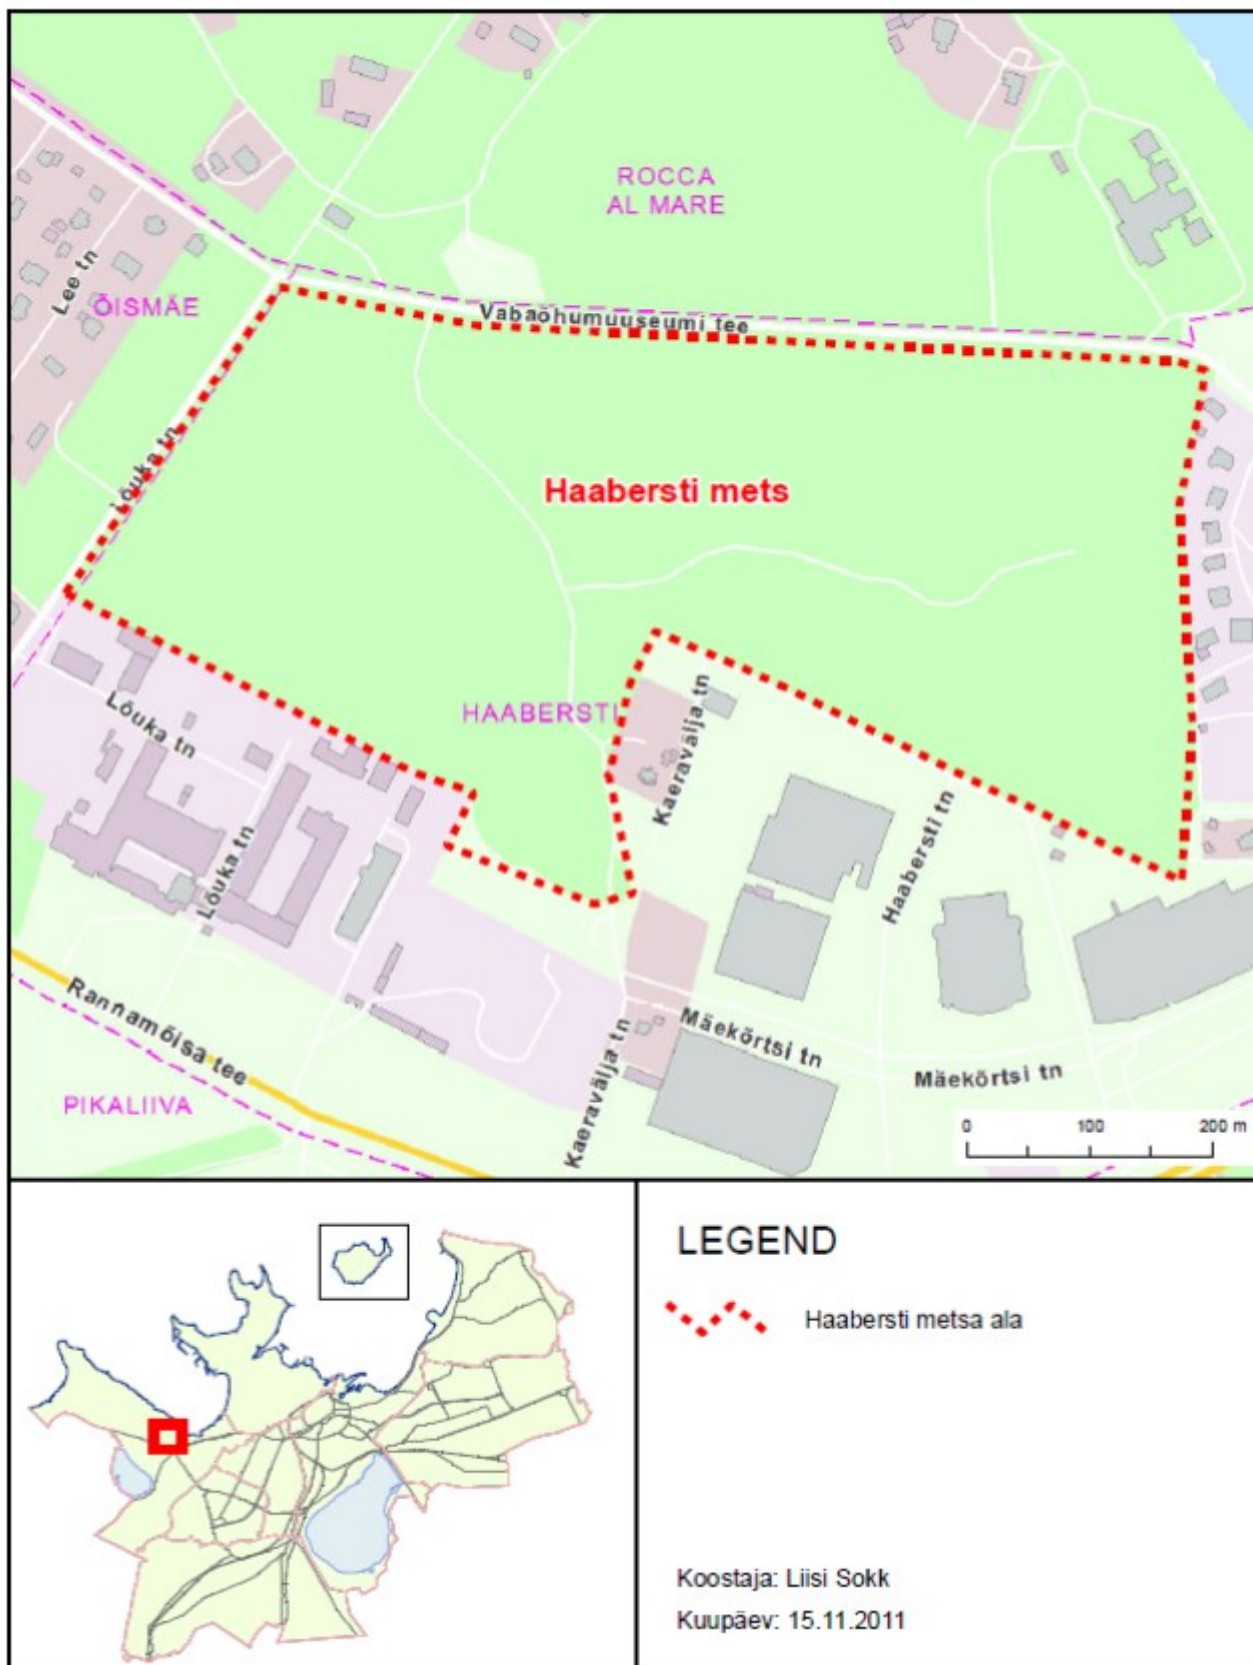 ROCCA
AL MARE
Lee tn
ÕISMÄE
Vabaõhumuuseumi tee
Lõuka tn
Haabersti mets
HAABERSTI
Lõuka tn
Kaeravälja tn
Haabersti tn
Lõuka tn
Rannamõisa tee
Mäekõrtsi tn
Kaeravälja tn
Mäekõrtsi tn
PIKALIIVA
0 100 200 m
LEGEND
Haabersti metsa ala
Koostaja: Liisi Sokk
Kuupäev: 15.11.2011